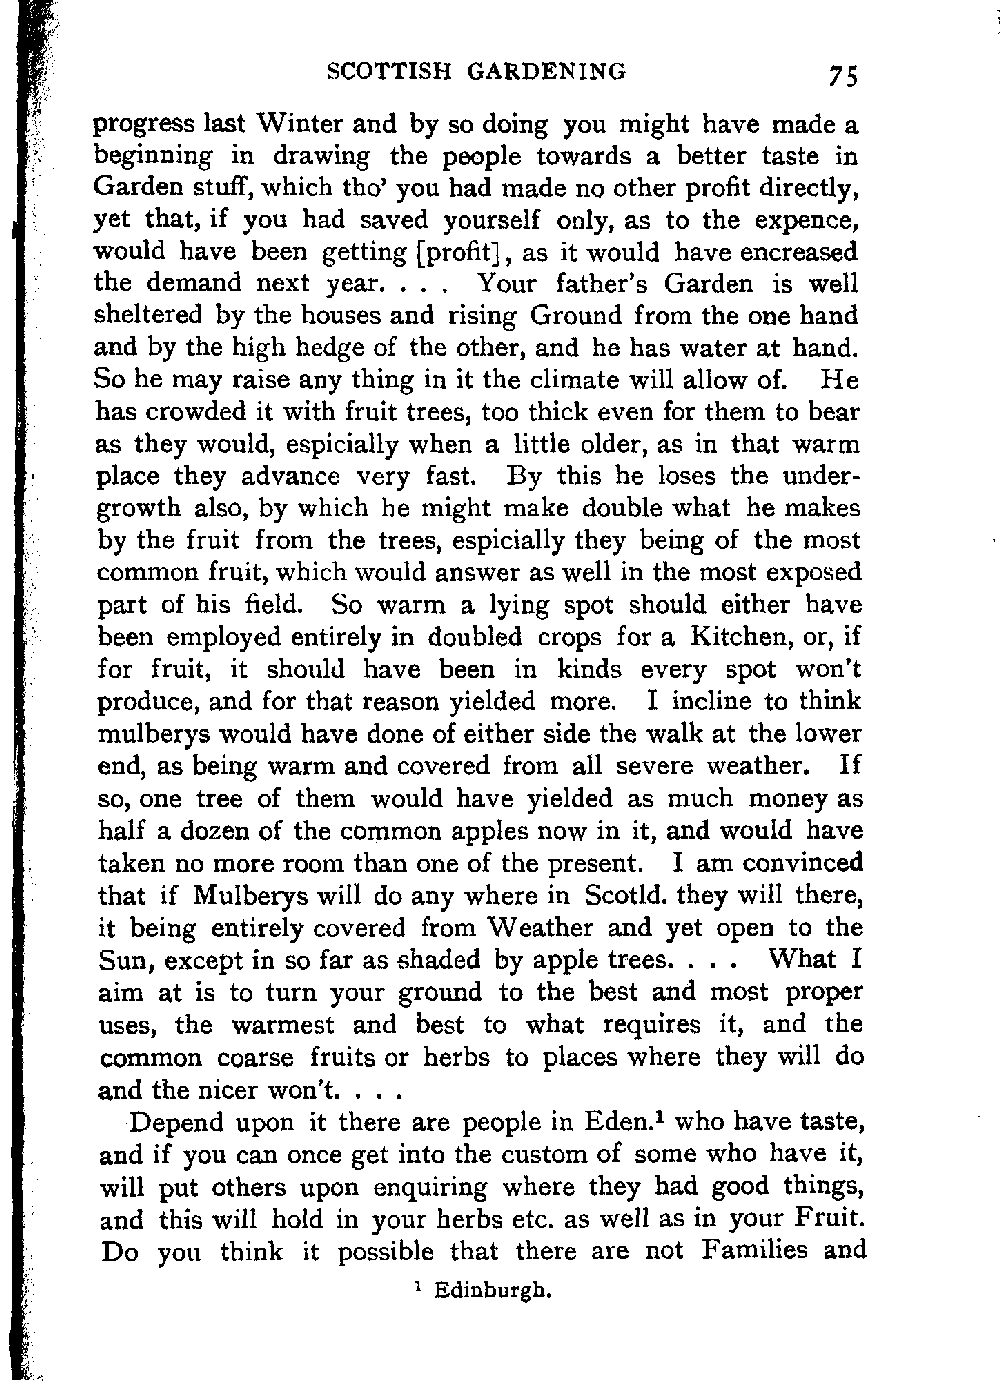 SCOTTISH GARDENING 75
progress last Winter and by so doing you might have made a
beginning in drawing the people towards a better taste in
Garden stuff, which tho' you had made no other profit directly,
yet that, if you had saved yourself only, as to the expence,
would have been getting [profit], as it would have encreased
the demand next year. . . . Your father's Garden is well
sheltered by the houses and rising Ground from the one hand
and by the high hedge of the other, and he has water at hand.
So he may raise any thing in it the climate will allow of. He
has crowded it with fruit trees, too thick even for them to bear
as they would, espicially when a little older, as in that warm
place they advance very fast. By this he loses the under-
growth also, by which he might make double what he makes
by the fruit from the trees, espicially they being of the most
common fruit, which would answer as well in the most exposed
part of his field. So warm a lying spot should either have
been employed entirely in doubled crops for a Kitchen, or, if
for fruit, it should have been in kinds every spot won't
produce, and for that reason yielded more. I incline to think
mulberys would have done of either side the walk at the lower
end, as being warm and covered from all severe weather. If
so, one tree of them would have yielded as much money as
half a dozen of the common apples now in it, and would have
taken no more room than one of the present. I am convinced
that if Mulberys will do any where in Scotld. they will there,
it being entirely covered from Weather and yet open to the
Sun, except in so far as shaded by apple trees. . . . What I
aim at is to turn your ground to the best and most proper
uses, the warmest and best to what requires it, and the
common coarse fruits or herbs to places where they will do
and the nicer won't. . . .
Depend upon it there are people in Eden.¹ who have taste,
and if you can once get into the custom of some who have it,
will put others upon enquiring where they had good things,
and this will hold in your herbs etc. as well as in your Fruit.
Do you think it possible that there are not Families and
¹ Edinburgh.